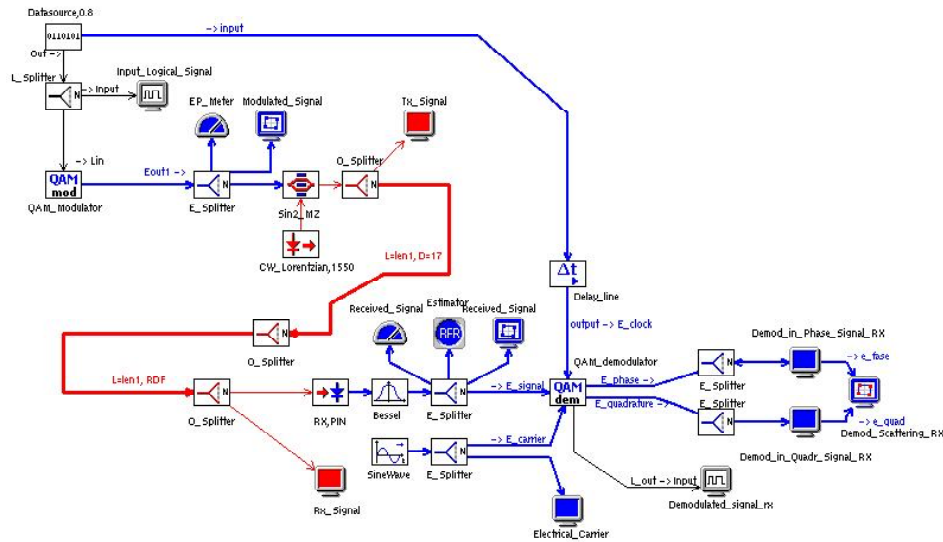 Datasource,0.8
0110101
-> input
Out ->
L_Splitter
N
-> Input
Input_Logical_Signal
EP_Meter
Modulated_Signal
Tx_Signal
-> Lin
QAM
mod
QAM_Modulator
Eout1 ->
N
E_Splitter
Sin2_MZ
O_Splitter
N
CW_Lorentzian,1550
L=len1, D=17
Δt
Delay_line
output -> E_clock
N
O_Splitter
Received_Signal
Estimator
RFR
Received_Signal
QAM_demodulator
QAM
dem
Demod_in_Phase_Signal_RX
L=len1, RDF
N
O_Splitter
RX,PIN
Bessel
N
E_Splitter
-> E_signal
E_phase ->
N
E_Splitter
-> e_fase
E_quadrature ->
E_Splitter
N
-> e_quad
Demod_Scattering_RX
Demod_in_Quadr_Signal_RX
SineWave
N
E_Splitter
-> E_carrier
Rx_Signal
Electrical_Carrier
L_out -> Input
Demodulated_signal_rx